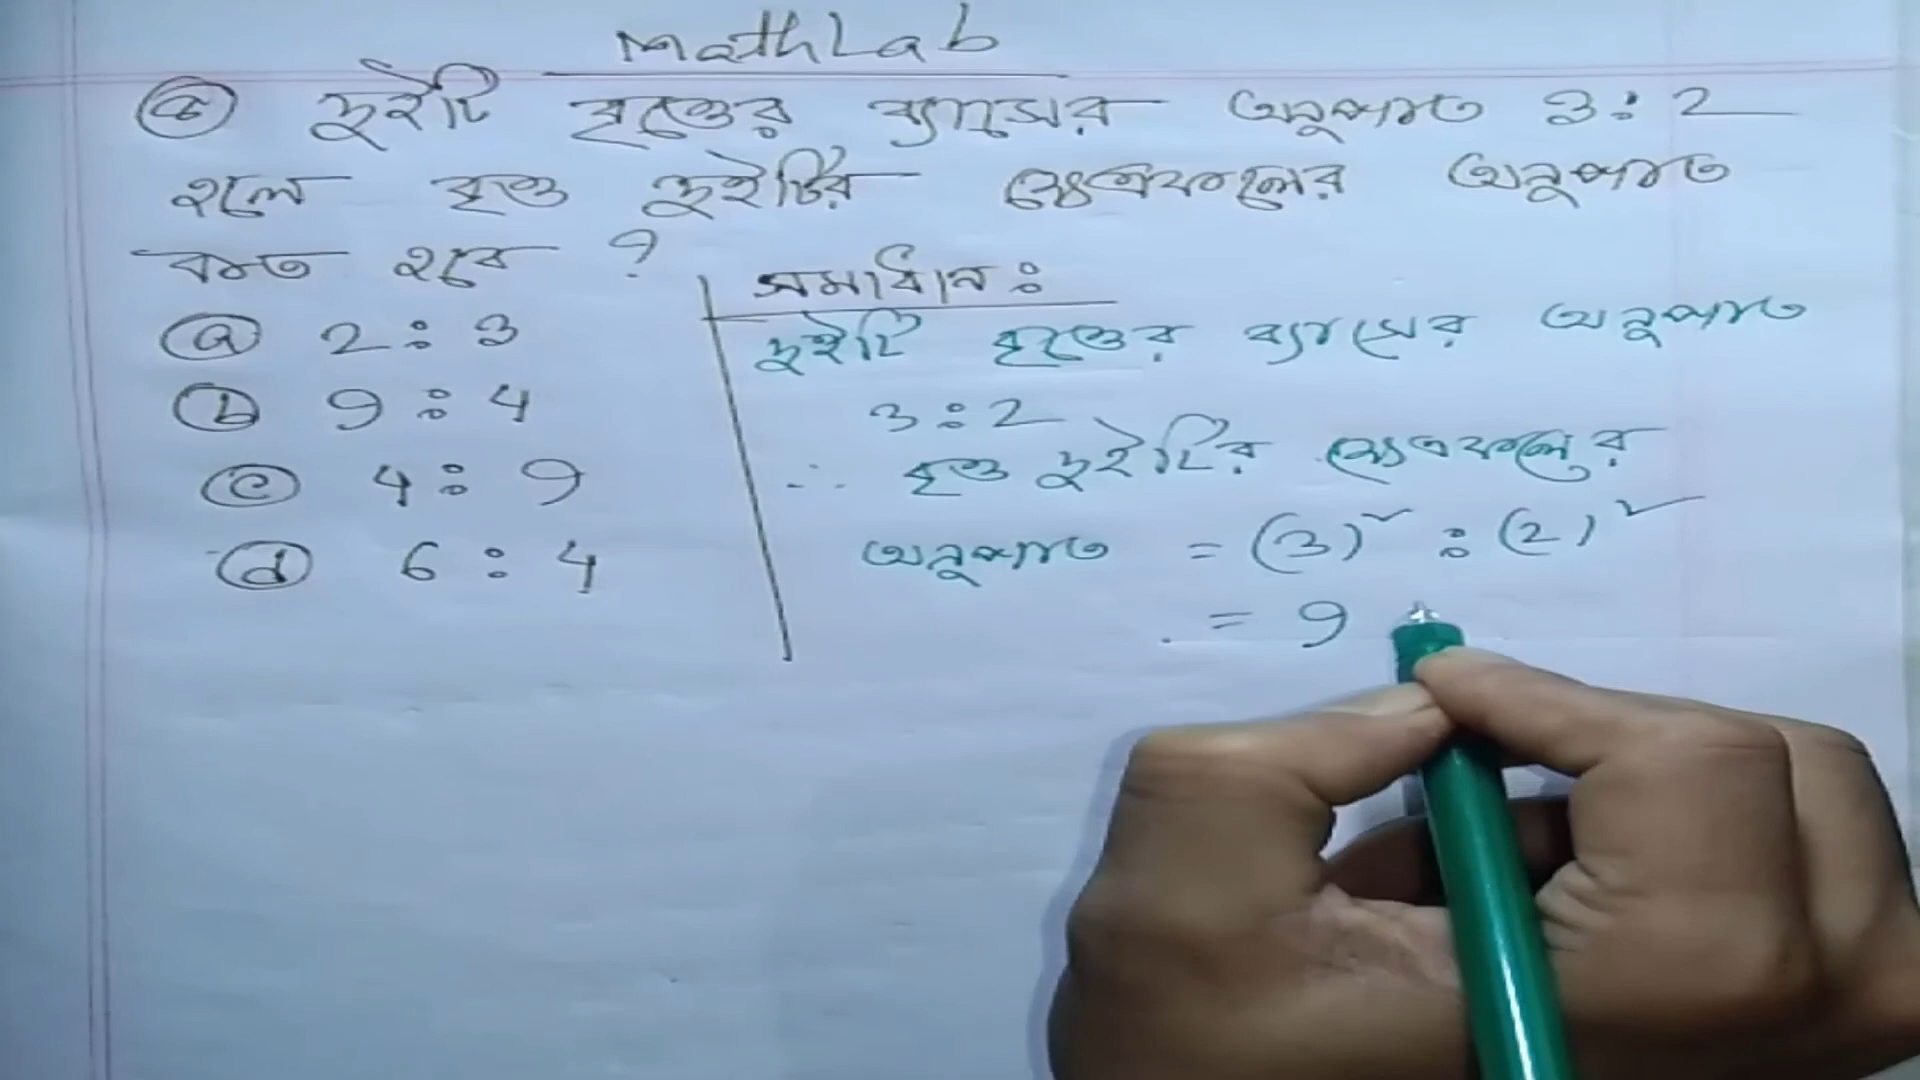 MathLab
ⓒ দুইটি বৃত্তের ব্যাসের অনুপাত 3:2
হলে বৃত্ত দুইটির ক্ষেত্রফলের অনুপাত
কত হবে ?
ⓐ 2 : 3
ⓑ 9 : 4
ⓒ 4 : 9
ⓓ 6 : 4
সমাধান :
দুইটি বৃত্তের ব্যাসের অনুপাত
3 : 2
∴ বৃত্ত দুইটির ক্ষেত্রফলের
অনুপাত = (3)² : (2)²
= 9